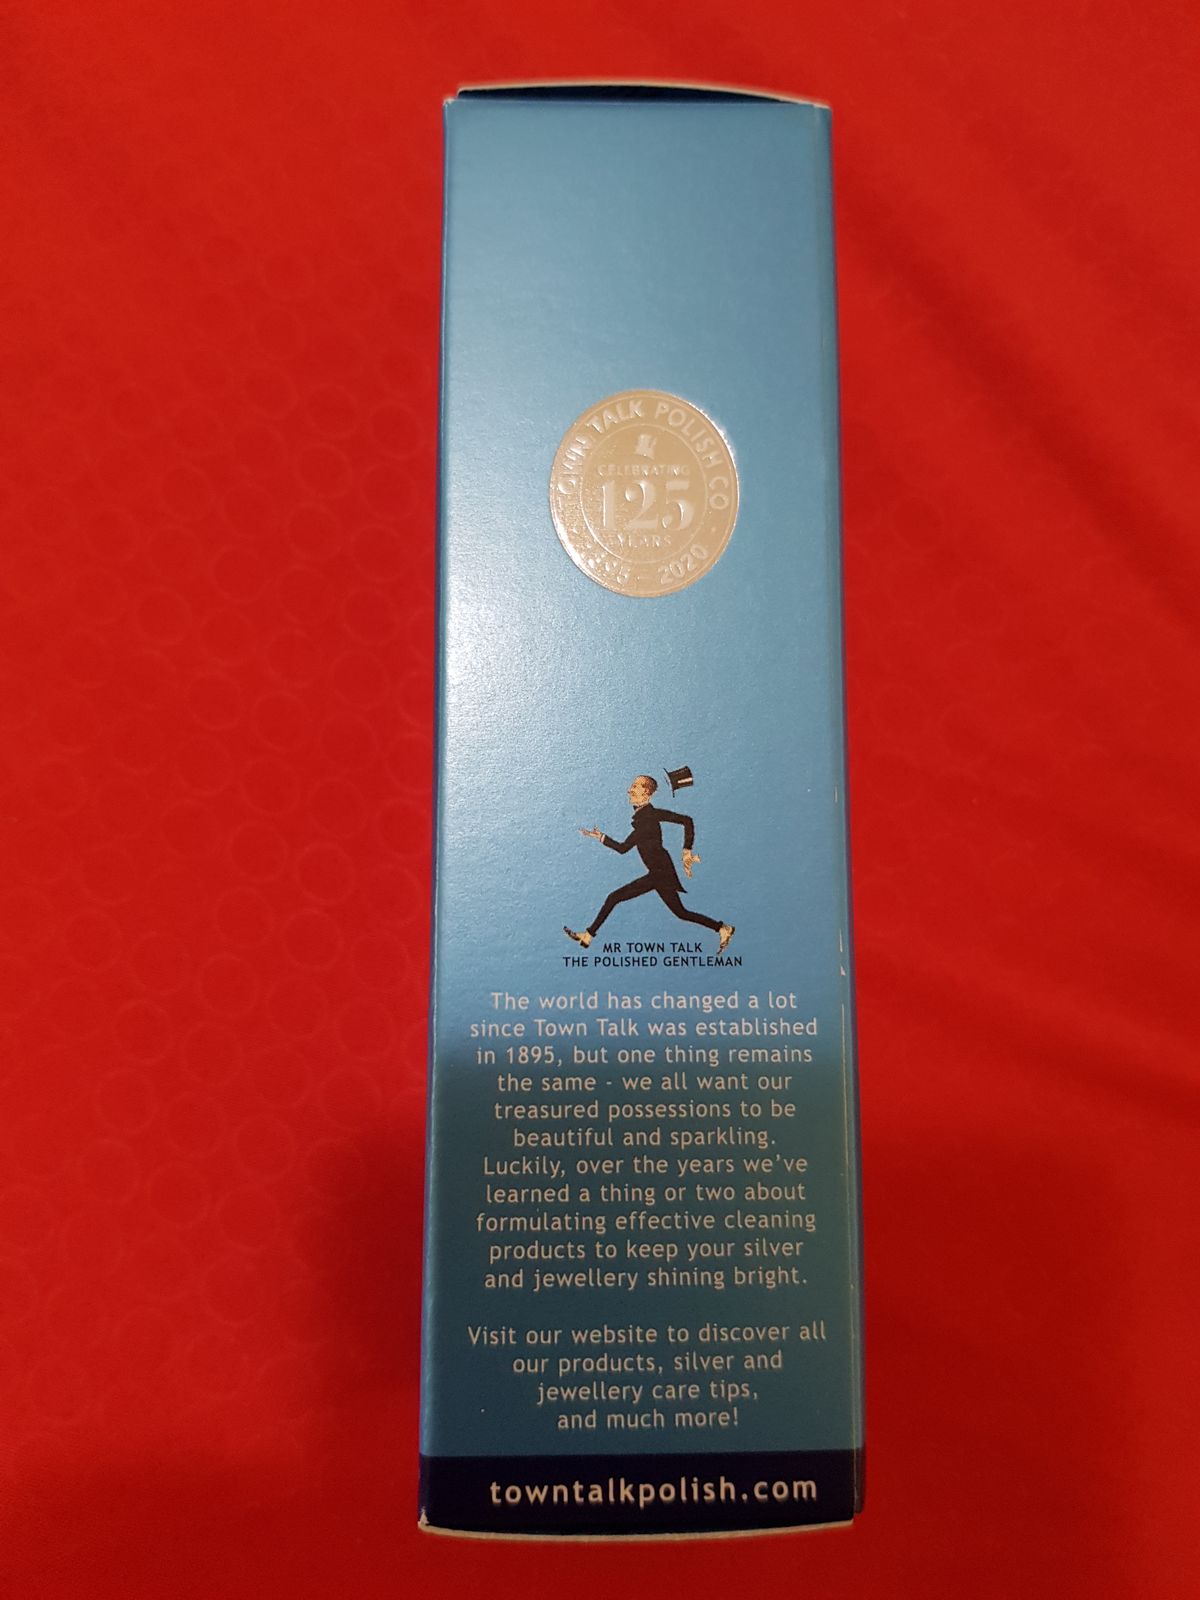 TOWN TALK POLISH CO
CELEBRATING
125
YEARS
1895 - 2020
MR TOWN TALK
THE POLISHED GENTLEMAN
The world has changed a lot
since Town Talk was established
in 1895, but one thing remains
the same - we all want our
treasured possessions to be
beautiful and sparkling.
Luckily, over the years we've
learned a thing or two about
formulating effective cleaning
products to keep your silver
and jewellery shining bright.
Visit our website to discover all
our products, silver and
jewellery care tips,
and much more!
towntalkpolish.com